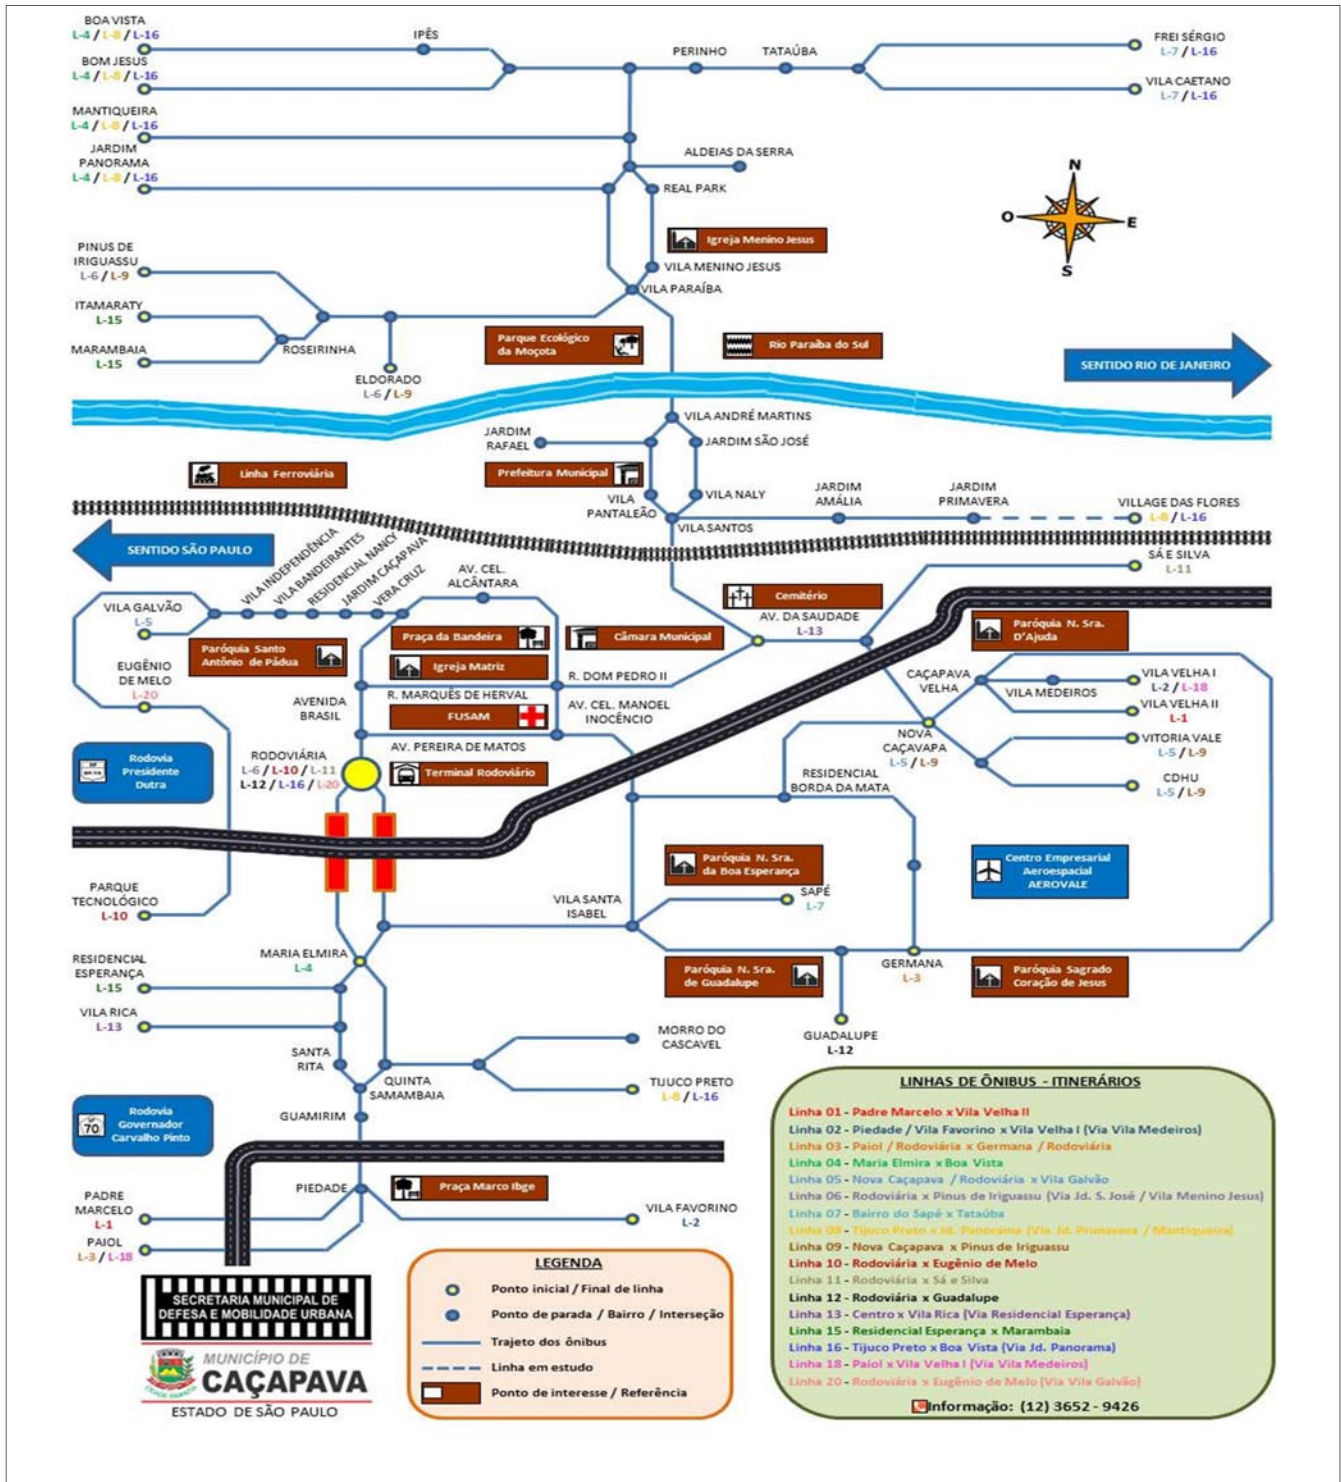 BOA VISTA
L-4 / L-8 / L-16
IPÊS
BOM JESUS
L-4 / L-8 / L-16
PERINHO
TATAÚBA
FREI SÉRGIO
L-7 / L-16
VILA CAETANO
L-7 / L-16
MANTIQUEIRA
L-4 / L-8 / L-16
JARDIM
PANORAMA
L-4 / L-8 / L-16
ALDEIAS DA SERRA
REAL PARK
N
O
E
S
Igreja Menino Jesus
VILA MENINO JESUS
VILA PARAÍBA
PINUS DE
IRIGUASSU
L-6 / L-9
ITAMARATY
L-15
MARAMBAIA
L-15
ROSEIRINHA
ELDORADO
L-6 / L-9
Parque Ecológico
da Moçota
Rio Paraíba do Sul
SENTIDO RIO DE JANEIRO
VILA ANDRÉ MARTINS
JARDIM
RAFAEL
JARDIM SÃO JOSÉ
Linha Ferroviária
Prefeitura Municipal
VILA
PANTALEÃO
VILA NALY
VILA SANTOS
JARDIM
AMÁLIA
JARDIM
PRIMAVERA
VILLAGE DAS FLORES
L-8 / L-16
SENTIDO SÃO PAULO
VILA INDEPENDÊNCIA
VILA BANDEIRANTES
RESIDENCIAL NANCY
JARDIM CAÇAPAVA
VERA CRUZ
AV. CEL.
ALCÂNTARA
SÁ E SILVA
L-11
VILA GALVÃO
L-5
Cemitério
AV. DA SAUDADE
L-13
Paróquia N. Sra.
D'Ajuda
Paróquia Santo
Antônio de Pádua
Praça da Bandeira
Câmara Municipal
Igreja Matriz
EUGÊNIO
DE MELO
L-20
R. DOM PEDRO II
R. MARQUÊS DE HERVAL
AVENIDA
BRASIL
FUSAM
AV. CEL. MANOEL
INOCÊNCIO
CAÇAPAVA
VELHA
VILA MEDEIROS
VILA VELHA I
L-2 / L-18
VILA VELHA II
L-1
NOVA
CAÇAVAPA
L-5 / L-9
VITORIA VALE
L-5 / L-9
CDHU
L-5 / L-9
AV. PEREIRA DE MATOS
RODOVIÁRIA
L-6 / L-10 / L-11
L-12 / L-16 / L-20
Terminal Rodoviário
Rodovia
Presidente
Dutra
RESIDENCIAL
BORDA DA MATA
Paróquia N. Sra.
da Boa Esperança
Centro Empresarial
Aeroespacial
AEROVALE
PARQUE
TECNOLÓGICO
L-10
VILA SANTA
ISABEL
SAPÉ
L-7
MARIA ELMIRA
L-4
RESIDENCIAL
ESPERANÇA
L-15
Paróquia N. Sra.
de Guadalupe
GERMANA
L-3
Paróquia Sagrado
Coração de Jesus
VILA RICA
L-13
GUADALUPE
L-12
SANTA
RITA
MORRO DO
CASCAVEL
QUINTA
SAMAMBAIA
TIJUCO PRETO
L-8 / L-16
GUAMIRIM
70
Rodovia
Governador
Carvalho Pinto
PIEDADE
Praça Marco Ibge
PADRE
MARCELO
L-1
PAIOL
L-3 / L-18
VILA FAVORINO
L-2
LINHAS DE ÔNIBUS - ITINERÁRIOS
Linha 01 - Padre Marcelo x Vila Velha II
Linha 02 - Piedade / Vila Favorino x Vila Velha I (Via Vila Medeiros)
Linha 03 - Paiol / Rodoviária x Germana / Rodoviária
Linha 04 - Maria Elmira x Boa Vista
Linha 05 - Nova Caçapava / Rodoviária x Vila Galvão
Linha 06 - Rodoviária x Pinus de Iriguassu (Via Jd. S. José / Vila Menino Jesus)
Linha 07 - Bairro do Sapé x Tataúba
Linha 08 - Tijuco Preto x Jd. Panorama (Via Jd. Primavera / Mantiqueira)
Linha 09 - Nova Caçapava x Pinus de Iriguassu
Linha 10 - Rodoviária x Eugênio de Melo
Linha 11 - Rodoviária x Sá e Silva
Linha 12 - Rodoviária x Guadalupe
Linha 13 - Centro x Vila Rica (Via Residencial Esperança)
Linha 15 - Residencial Esperança x Marambaia
Linha 16 - Tijuco Preto x Boa Vista (Via Jd. Panorama)
Linha 18 - Paiol x Vila Velha I (Via Vila Medeiros)
Linha 20 - Rodoviária x Eugênio de Melo (Via Vila Galvão)
Informação: (12) 3652 - 9426
LEGENDA
Ponto inicial / Final de linha
Ponto de parada / Bairro / Interseção
Trajeto dos ônibus
Linha em estudo
Ponto de interesse / Referência
SECRETARIA MUNICIPAL DE
DEFESA E MOBILIDADE URBANA
MUNICÍPIO DE
CAÇAPAVA
ESTADO DE SÃO PAULO